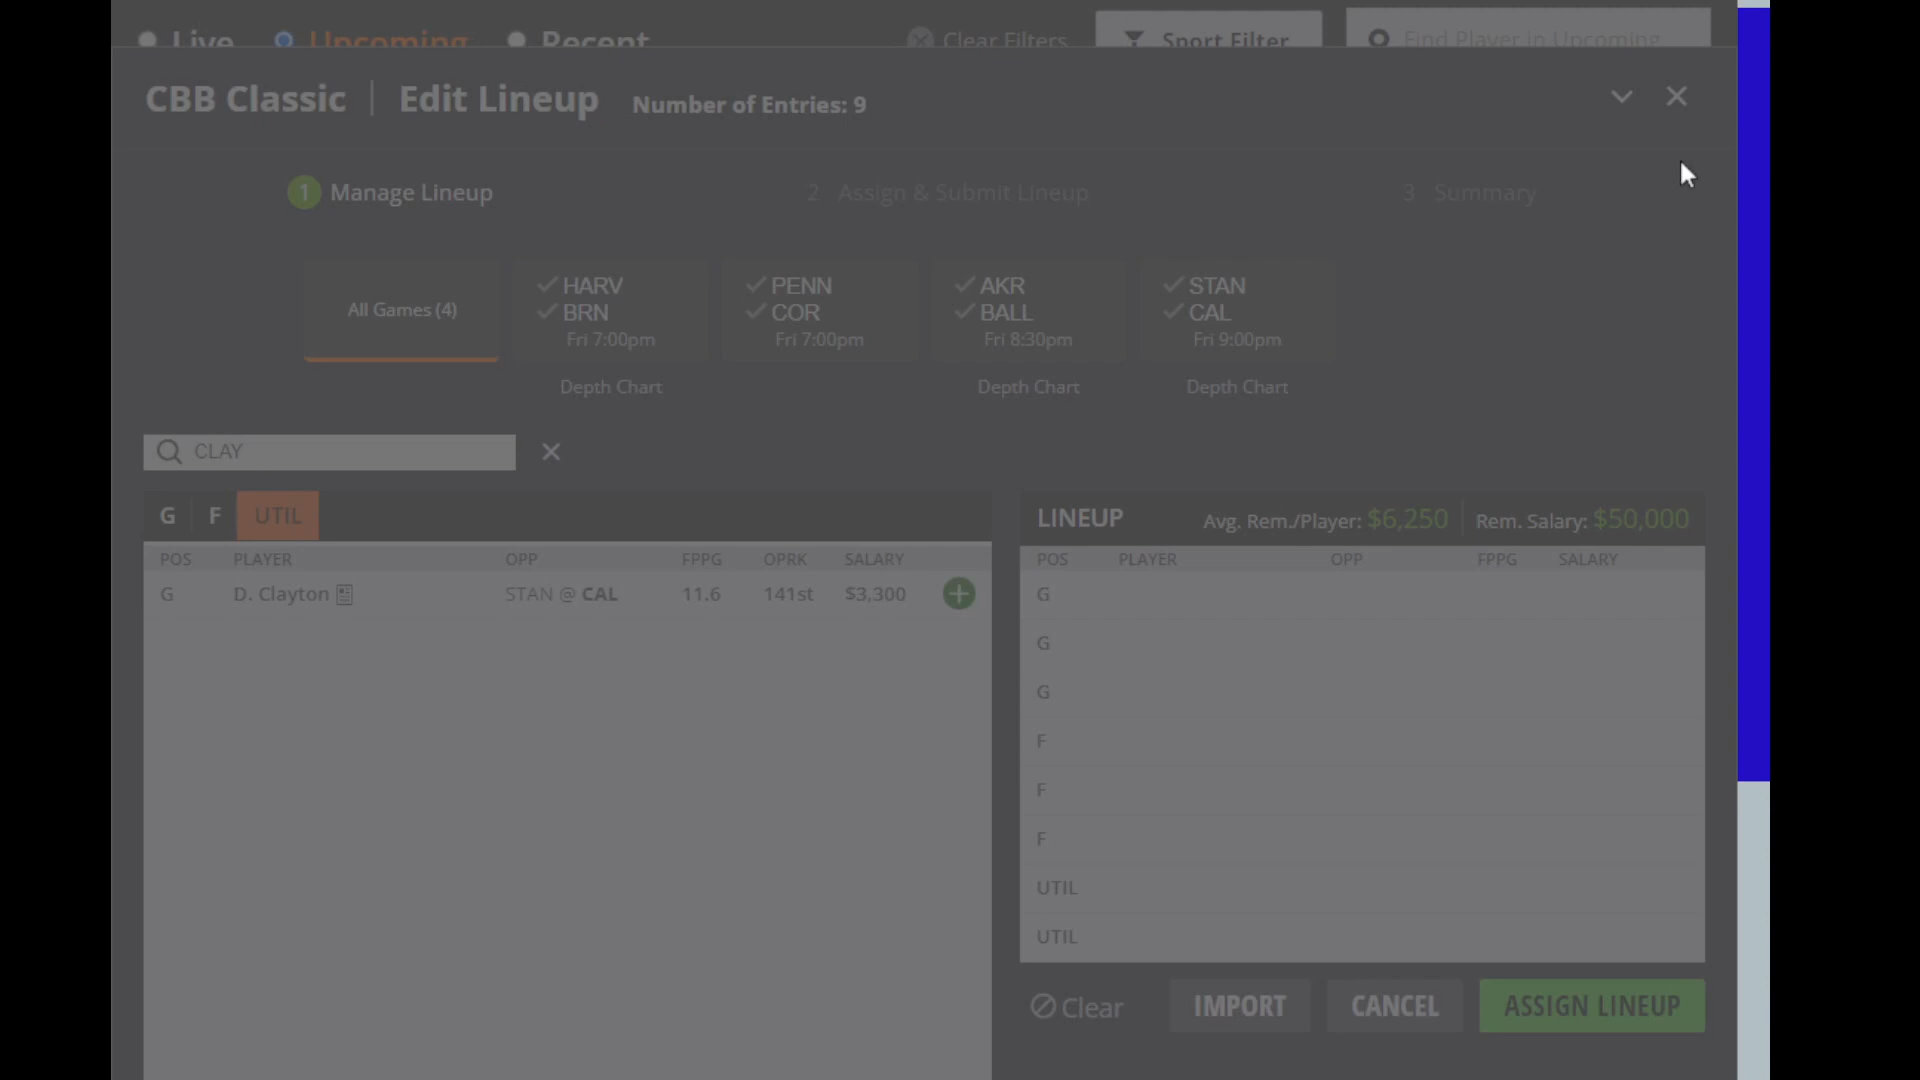 Live Upcoming Recent Clear Filters Sport Filter Find Player in Upcoming
CBB Classic | Edit Lineup Number of Entries: 9
1 Manage Lineup 2 Assign & Submit Lineup 3 Summary
All Games (4)
HARV
BRN
Fri 7:00pm
Depth Chart
PENN
COR
Fri 7:00pm
AKR
BALL
Fri 8:30pm
Depth Chart
STAN
CAL
Fri 9:00pm
Depth Chart
CLAY
G F UTIL
POS PLAYER OPP FPPG OPRK SALARY
G D. Clayton STAN @ CAL 11.6 141st $3,300
LINEUP Avg. Rem./Player: $6,250 Rem. Salary: $50,000
POS PLAYER OPP FPPG SALARY
G
G
G
F
F
F
UTIL
UTIL
Clear IMPORT CANCEL ASSIGN LINEUP